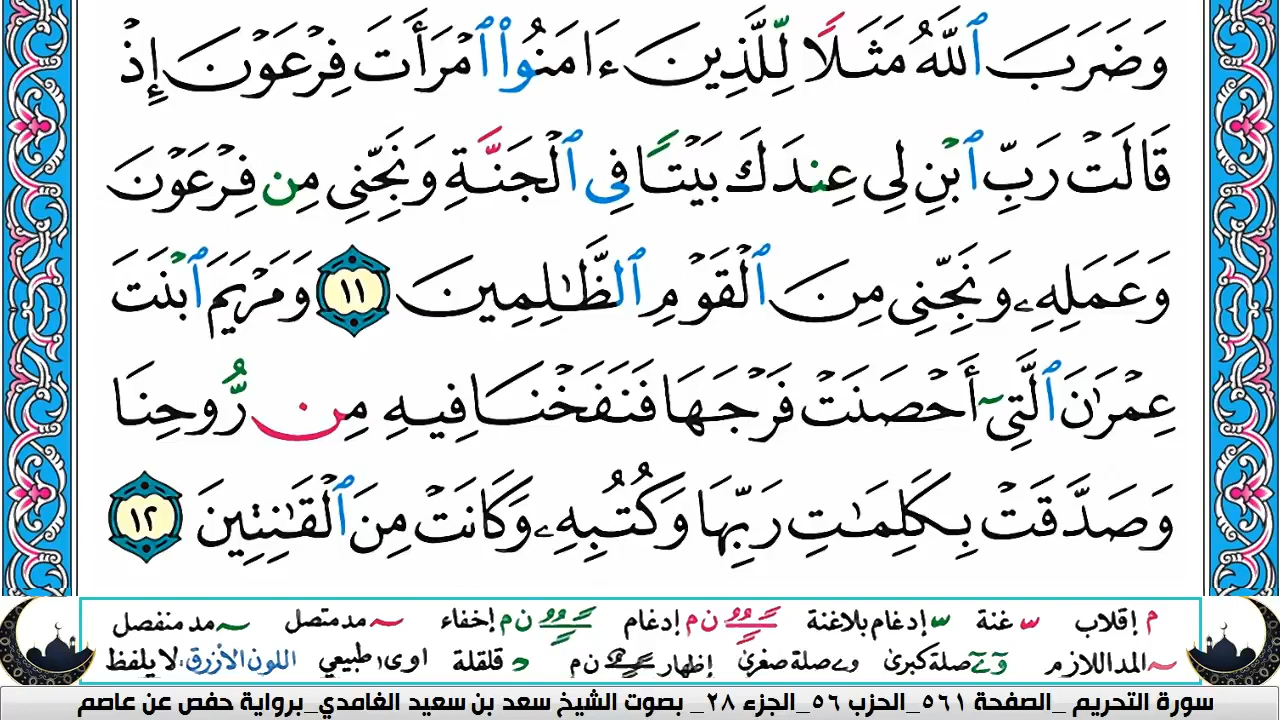 وَضَرَبَ ٱللَّهُ مَثَلًا لِّلَّذِينَ ءَامَنُواْ ٱمْرَأَتَ فِرْعَوْنَ إِذْ
قَالَتْ رَبِّ ٱبْنِ لِى عِندَكَ بَيْتًا فِى ٱلْجَنَّةِ وَنَجِّنِى مِن فِرْعَوْنَ
وَعَمَلِهِۦ وَنَجِّنِى مِنَ ٱلْقَوْمِ ٱلظَّٰلِمِينَ ١١ وَمَرْيَمَ ٱبْنَتَ
عِمْرَٰنَ ٱلَّتِىٓ أَحْصَنَتْ فَرْجَهَا فَنَفَخْنَا فِيهِ مِن رُّوحِنَا
وَصَدَّقَتْ بِكَلِمَٰتِ رَبِّهَا وَكُتُبِهِۦ وَكَانَتْ مِنَ ٱلْقَٰنِتِينَ ١٢
م إقلاب غنة إدغام بلاغنة ن م إدغام ن م إخفاء مد متصل مد منفصل
المد اللازم صلة كبرى وے صلة صغرى إظهار ن م قلقلة اوى طبيعي اللون الأزرق: لا يلفظ
سورة التحريم _الصفحة ٥٦١_الحزب ٥٦_الجزء ٢٨_ بصوت الشيخ سعد بن سعيد الغامدي_برواية حفص عن عاصم